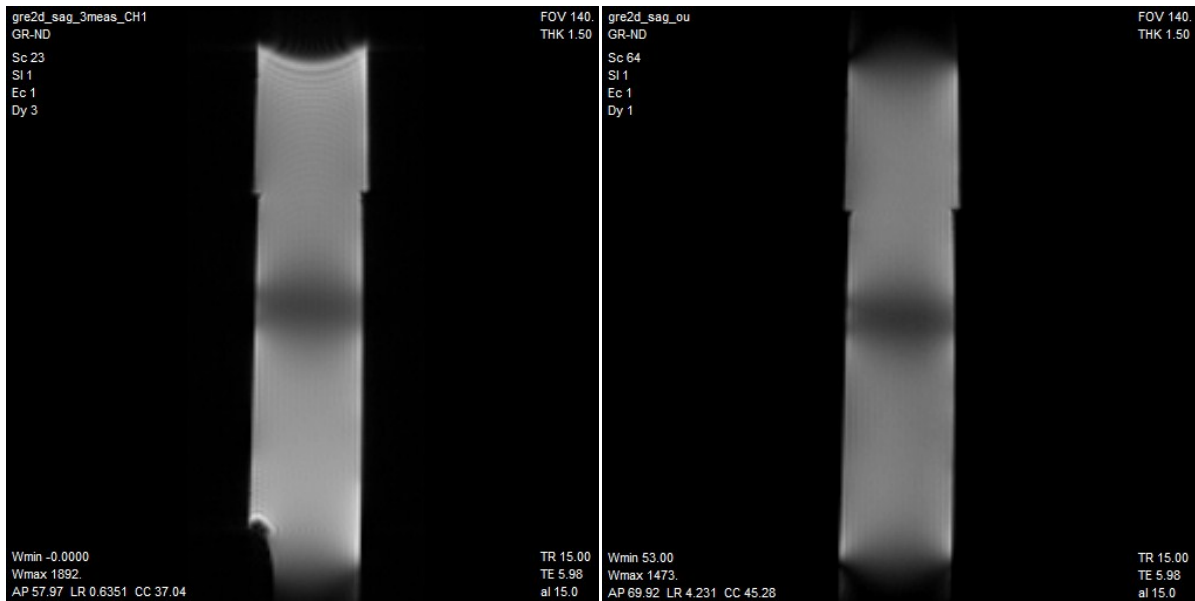 gre2d_sag_3meas_CH1
GR-ND
Sc 23
Sl 1
Ec 1
Dy 3
FOV 140.
THK 1.50
Wmin -0.0000
Wmax 1892.
AP 57.97 LR 0.6351 CC 37.04
TR 15.00
TE 5.98
al 15.0
gre2d_sag_ou
GR-ND
Sc 64
Sl 1
Ec 1
Dy 1
FOV 140.
THK 1.50
Wmin 53.00
Wmax 1473.
AP 69.92 LR 4.231 CC 45.28
TR 15.00
TE 5.98
al 15.0